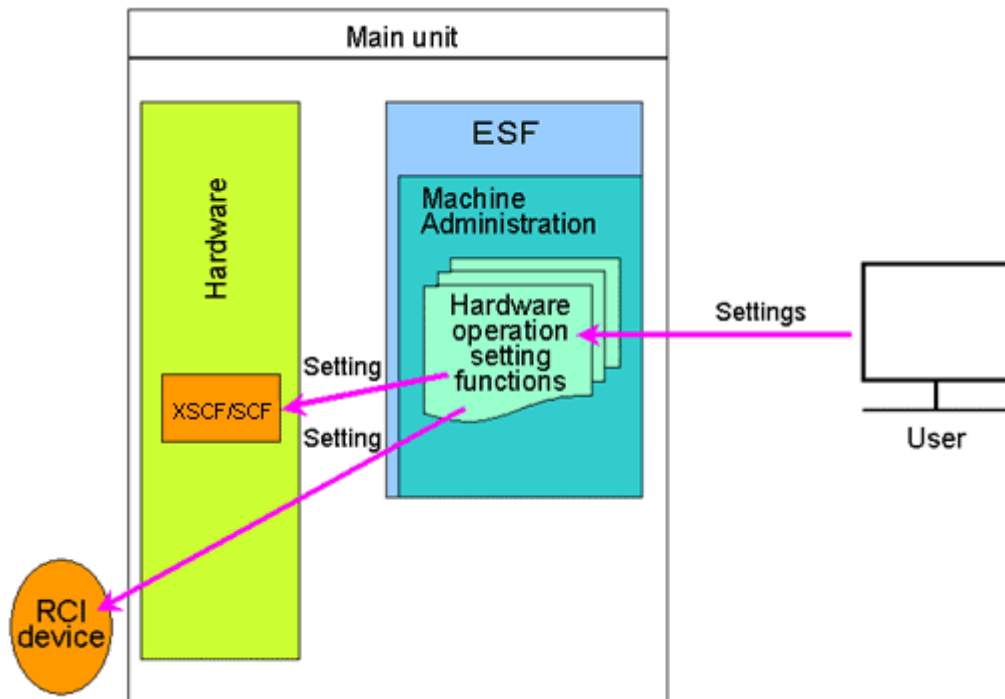 Main unit
ESF
Machine
Administration
Hardware
Hardware
operation
setting
functions
Settings
Setting
XSCF/SCF
Setting
User
RCI
device